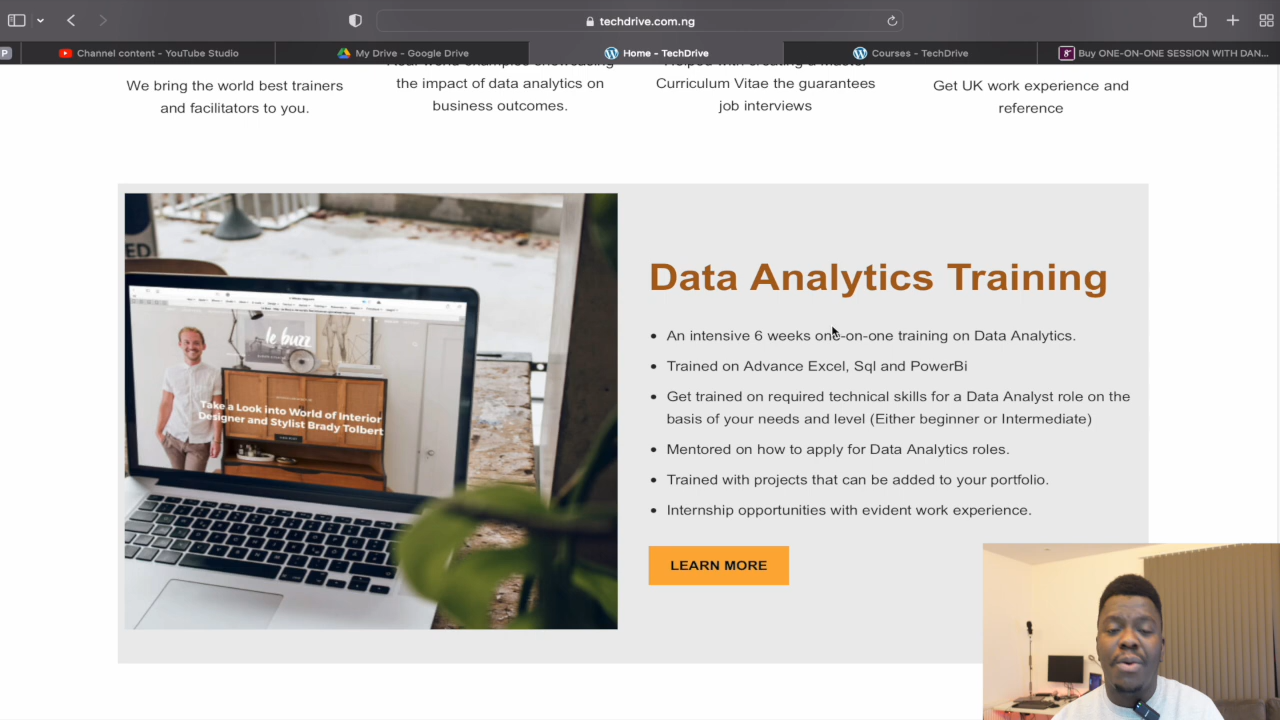 techdrive.com.ng
P
Channel content - YouTube Studio
My Drive - Google Drive
Home - TechDrive
Courses - TechDrive
Buy ONE-ON-ONE SESSION WITH DAN...
We bring the world best trainers
and facilitators to you.
the impact of data analytics on
business outcomes.
Curriculum Vitae the guarantees
job interviews
Get UK work experience and
reference
ED
le buzz
Take a Look into World of Interior
Designer and Stylist Brady Tolbert
Data Analytics Training
• An intensive 6 weeks one-on-one training on Data Analytics.
• Trained on Advance Excel, Sql and PowerBi
• Get trained on required technical skills for a Data Analyst role on the
basis of your needs and level (Either beginner or Intermediate)
• Mentored on how to apply for Data Analytics roles.
• Trained with projects that can be added to your portfolio.
• Internship opportunities with evident work experience.
LEARN MORE